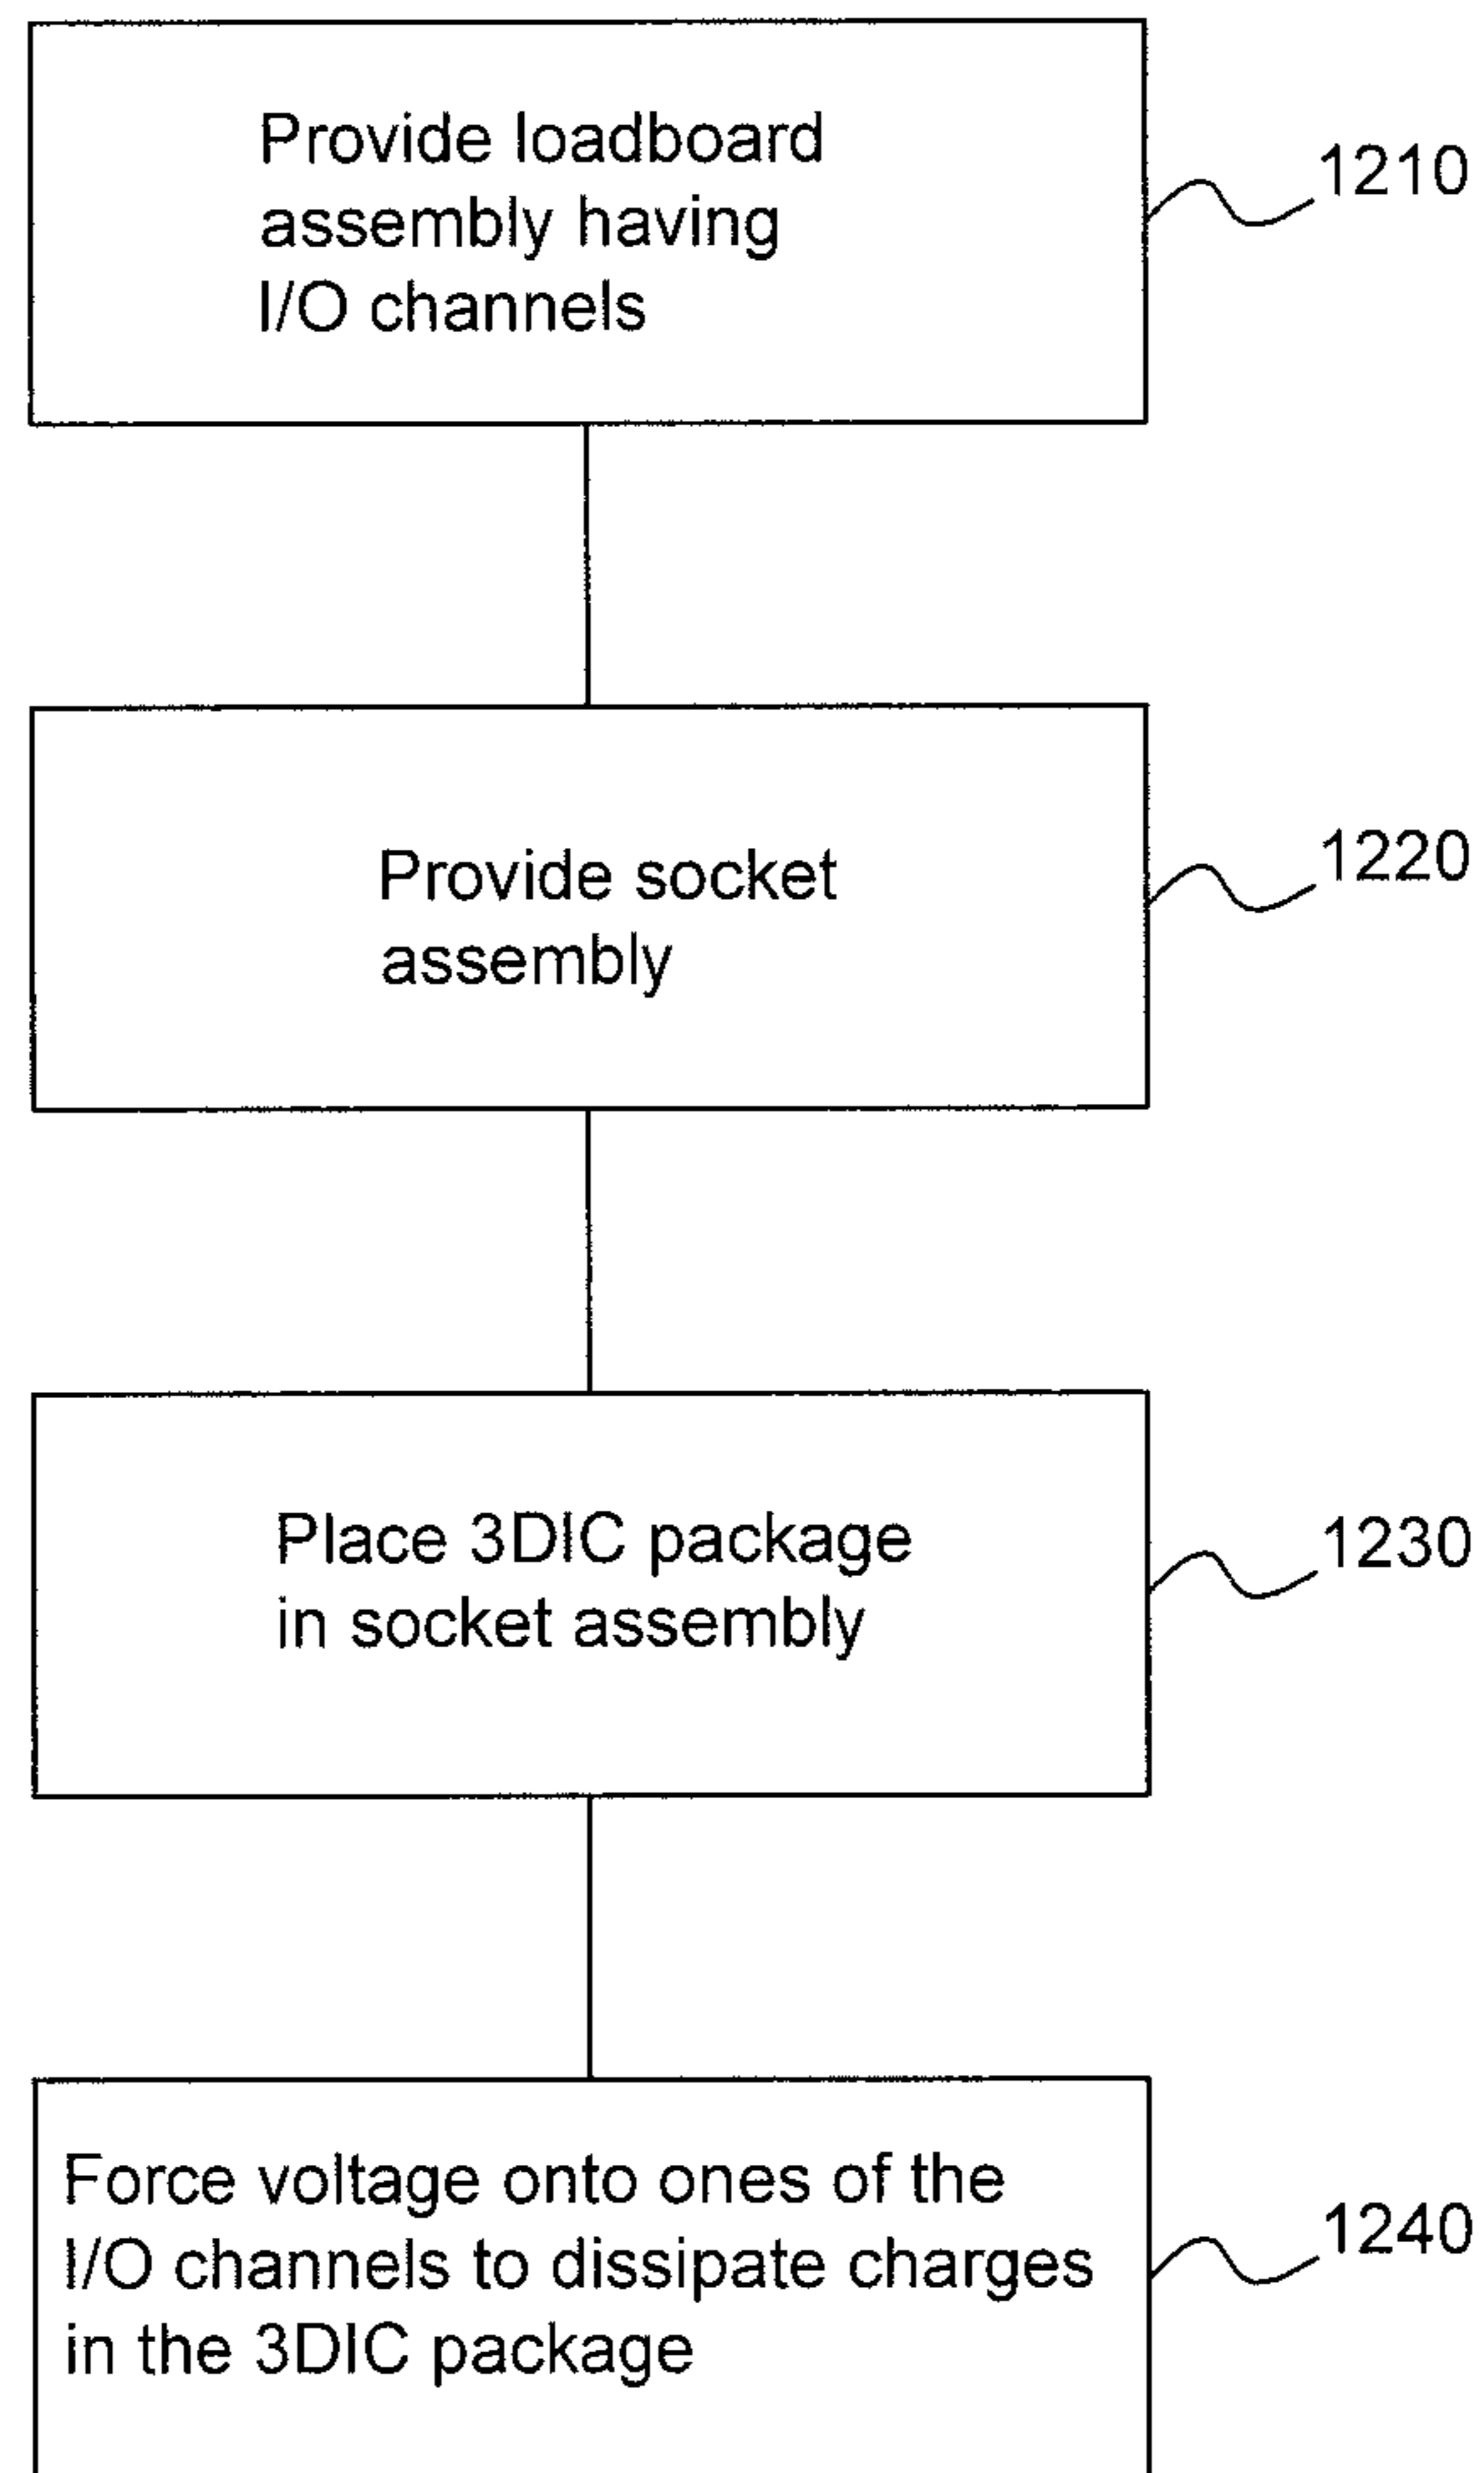 Provide loadboard
assembly having
I/O channels
1210
Provide socket
assembly
1220
Place 3DIC package
in socket assembly
1230
Force voltage onto ones of the
I/O channels to dissipate charges
in the 3DIC package
1240